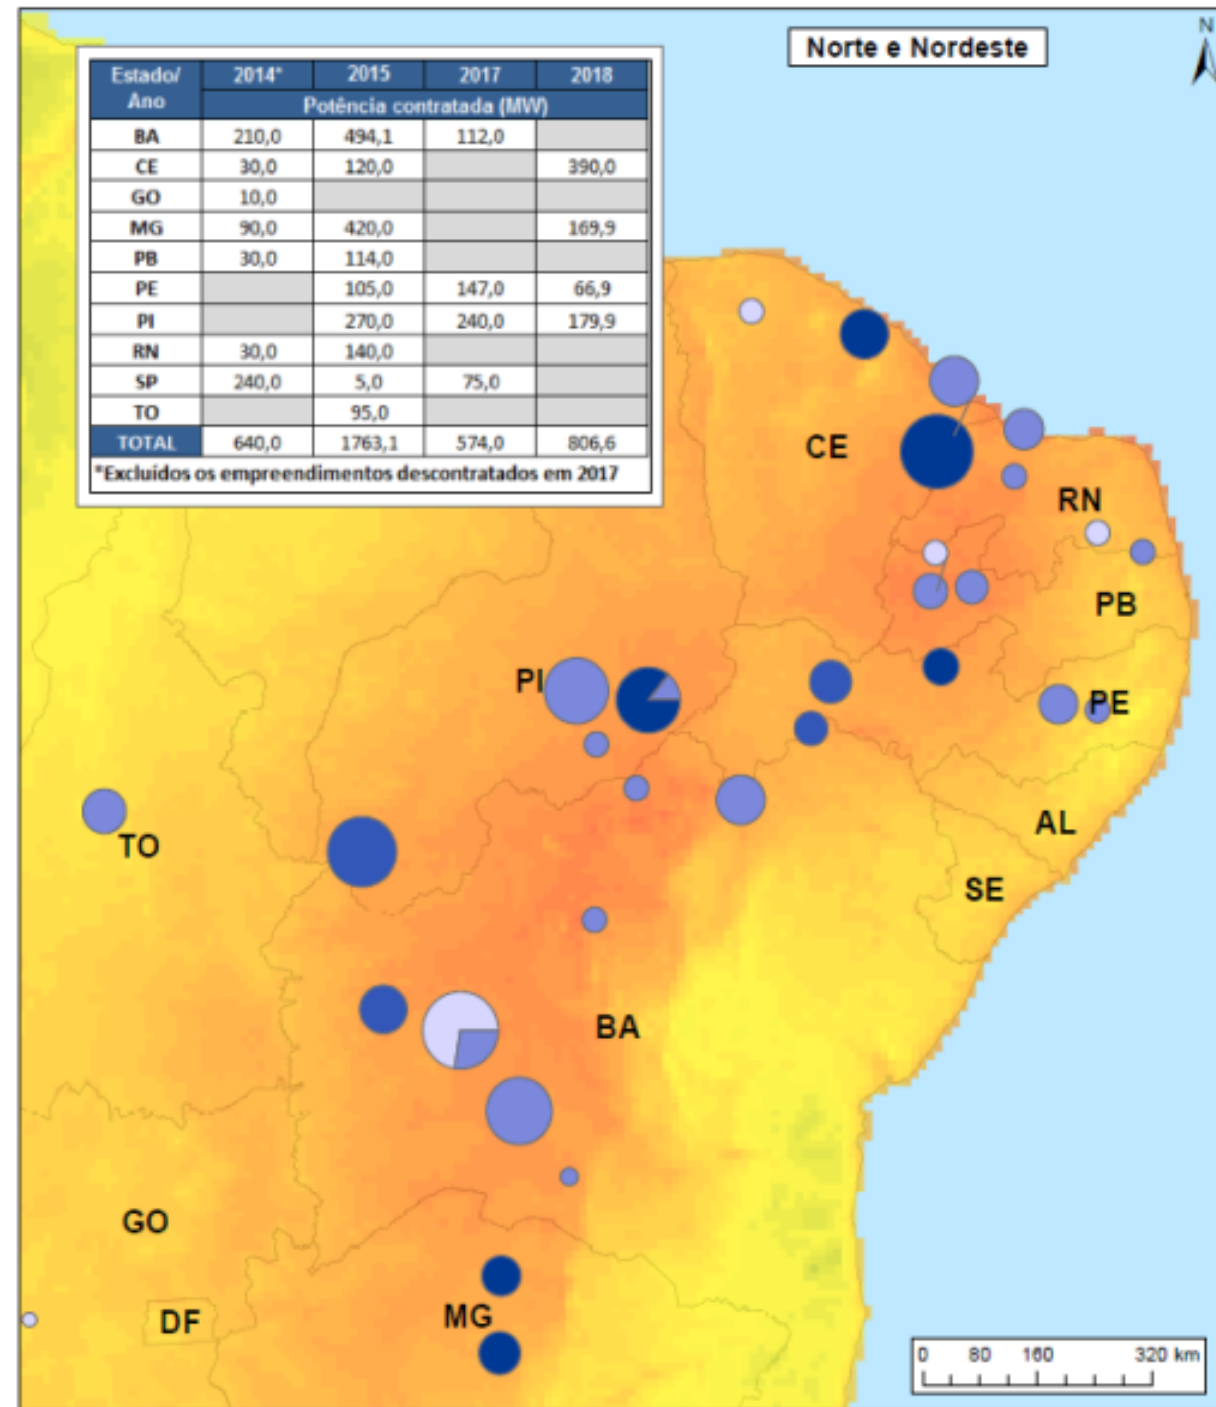 Norte e Nordeste
N
Estado/ Ano 2014* 2015 2017 2018
Potência contratada (MW)
BA 210,0 494,1 112,0
CE 30,0 120,0 390,0
GO 10,0
MG 90,0 420,0 169,9
PB 30,0 114,0
PE 105,0 147,0 66,9
PI 270,0 240,0 179,9
RN 30,0 140,0
SP 240,0 5,0 75,0
TO 95,0
TOTAL 640,0 1763,1 574,0 806,6
*Excluídos os empreendimentos descontratados em 2017
CE
RN
PB
PI
PE
TO
AL
SE
BA
GO
MG
DF
0 80 160 320 km